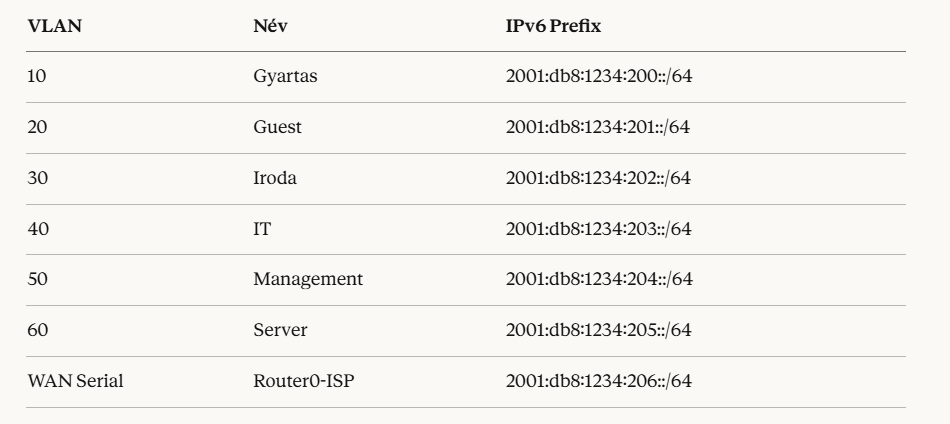 VLAN Név IPv6 Prefix
10 Gyartas 2001:db8:1234:200::/64
20 Guest 2001:db8:1234:201::/64
30 Iroda 2001:db8:1234:202::/64
40 IT 2001:db8:1234:203::/64
50 Management 2001:db8:1234:204::/64
60 Server 2001:db8:1234:205::/64
WAN Serial Router0-ISP 2001:db8:1234:206::/64